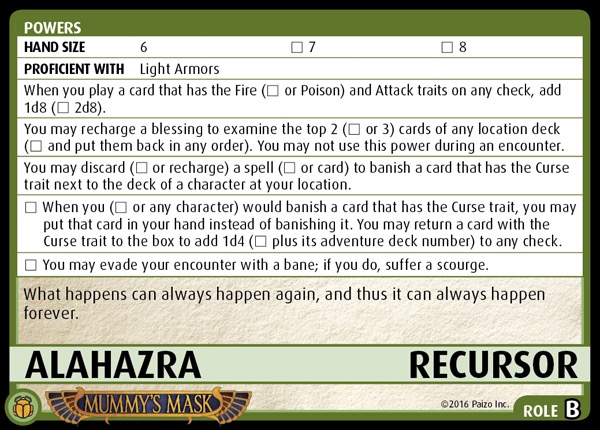 POWERS
HAND SIZE 6 ☐ 7 ☐ 8
PROFICIENT WITH Light Armors
When you play a card that has the Fire (☐ or Poison) and Attack traits on any check, add
1d8 (☐ 2d8).
You may recharge a blessing to examine the top 2 (☐ or 3) cards of any location deck
(☐ and put them back in any order). You may not use this power during an encounter.
You may discard (☐ or recharge) a spell (☐ or card) to banish a card that has the Curse
trait next to the deck of a character at your location.
☐ When you (☐ or any character) would banish a card that has the Curse trait, you may
put that card in your hand instead of banishing it. You may return a card with the
Curse trait to the box to add 1d4 (☐ plus its adventure deck number) to any check.
☐ You may evade your encounter with a bane; if you do, suffer a scourge.
What happens can always happen again, and thus it can always happen
forever.
ALAHAZRA RECURSOR
MUMMY'S MASK
©2016 Paizo Inc.
ROLE B